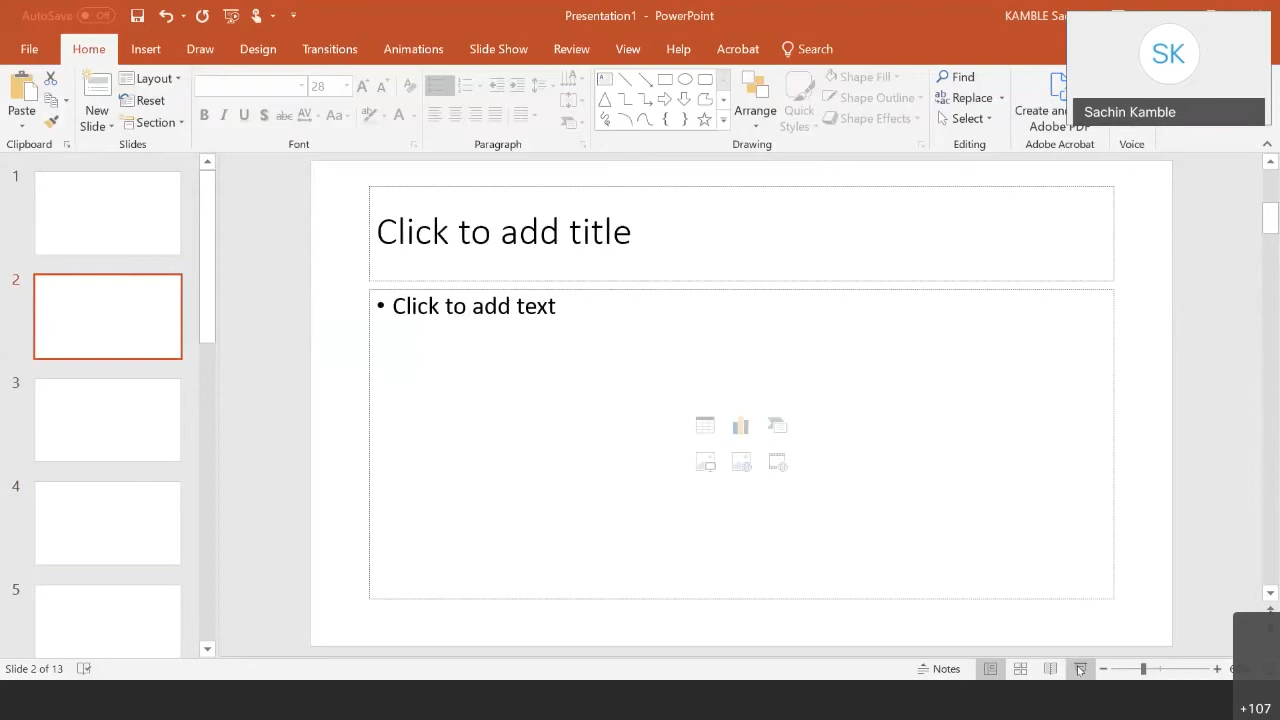 AutoSave Off
Presentation1 - PowerPoint
KAMBLE Sa
SK
Sachin Kamble
File Home Insert Draw Design Transitions Animations Slide Show Review View Help Acrobat Search
Paste
Clipboard
New
Slide
Layout
Reset
Section
Slides
28
B I U S abc AV Aa A
Font
Paragraph
Arrange
Quick
Styles
Shape Fill
Shape Outline
Shape Effects
Drawing
Find
Replace
Select
Editing
Create and
Adobe PDF
Adobe Acrobat
Voice
1
2
3
4
5
Click to add title
• Click to add text
Slide 2 of 13
Notes
+107